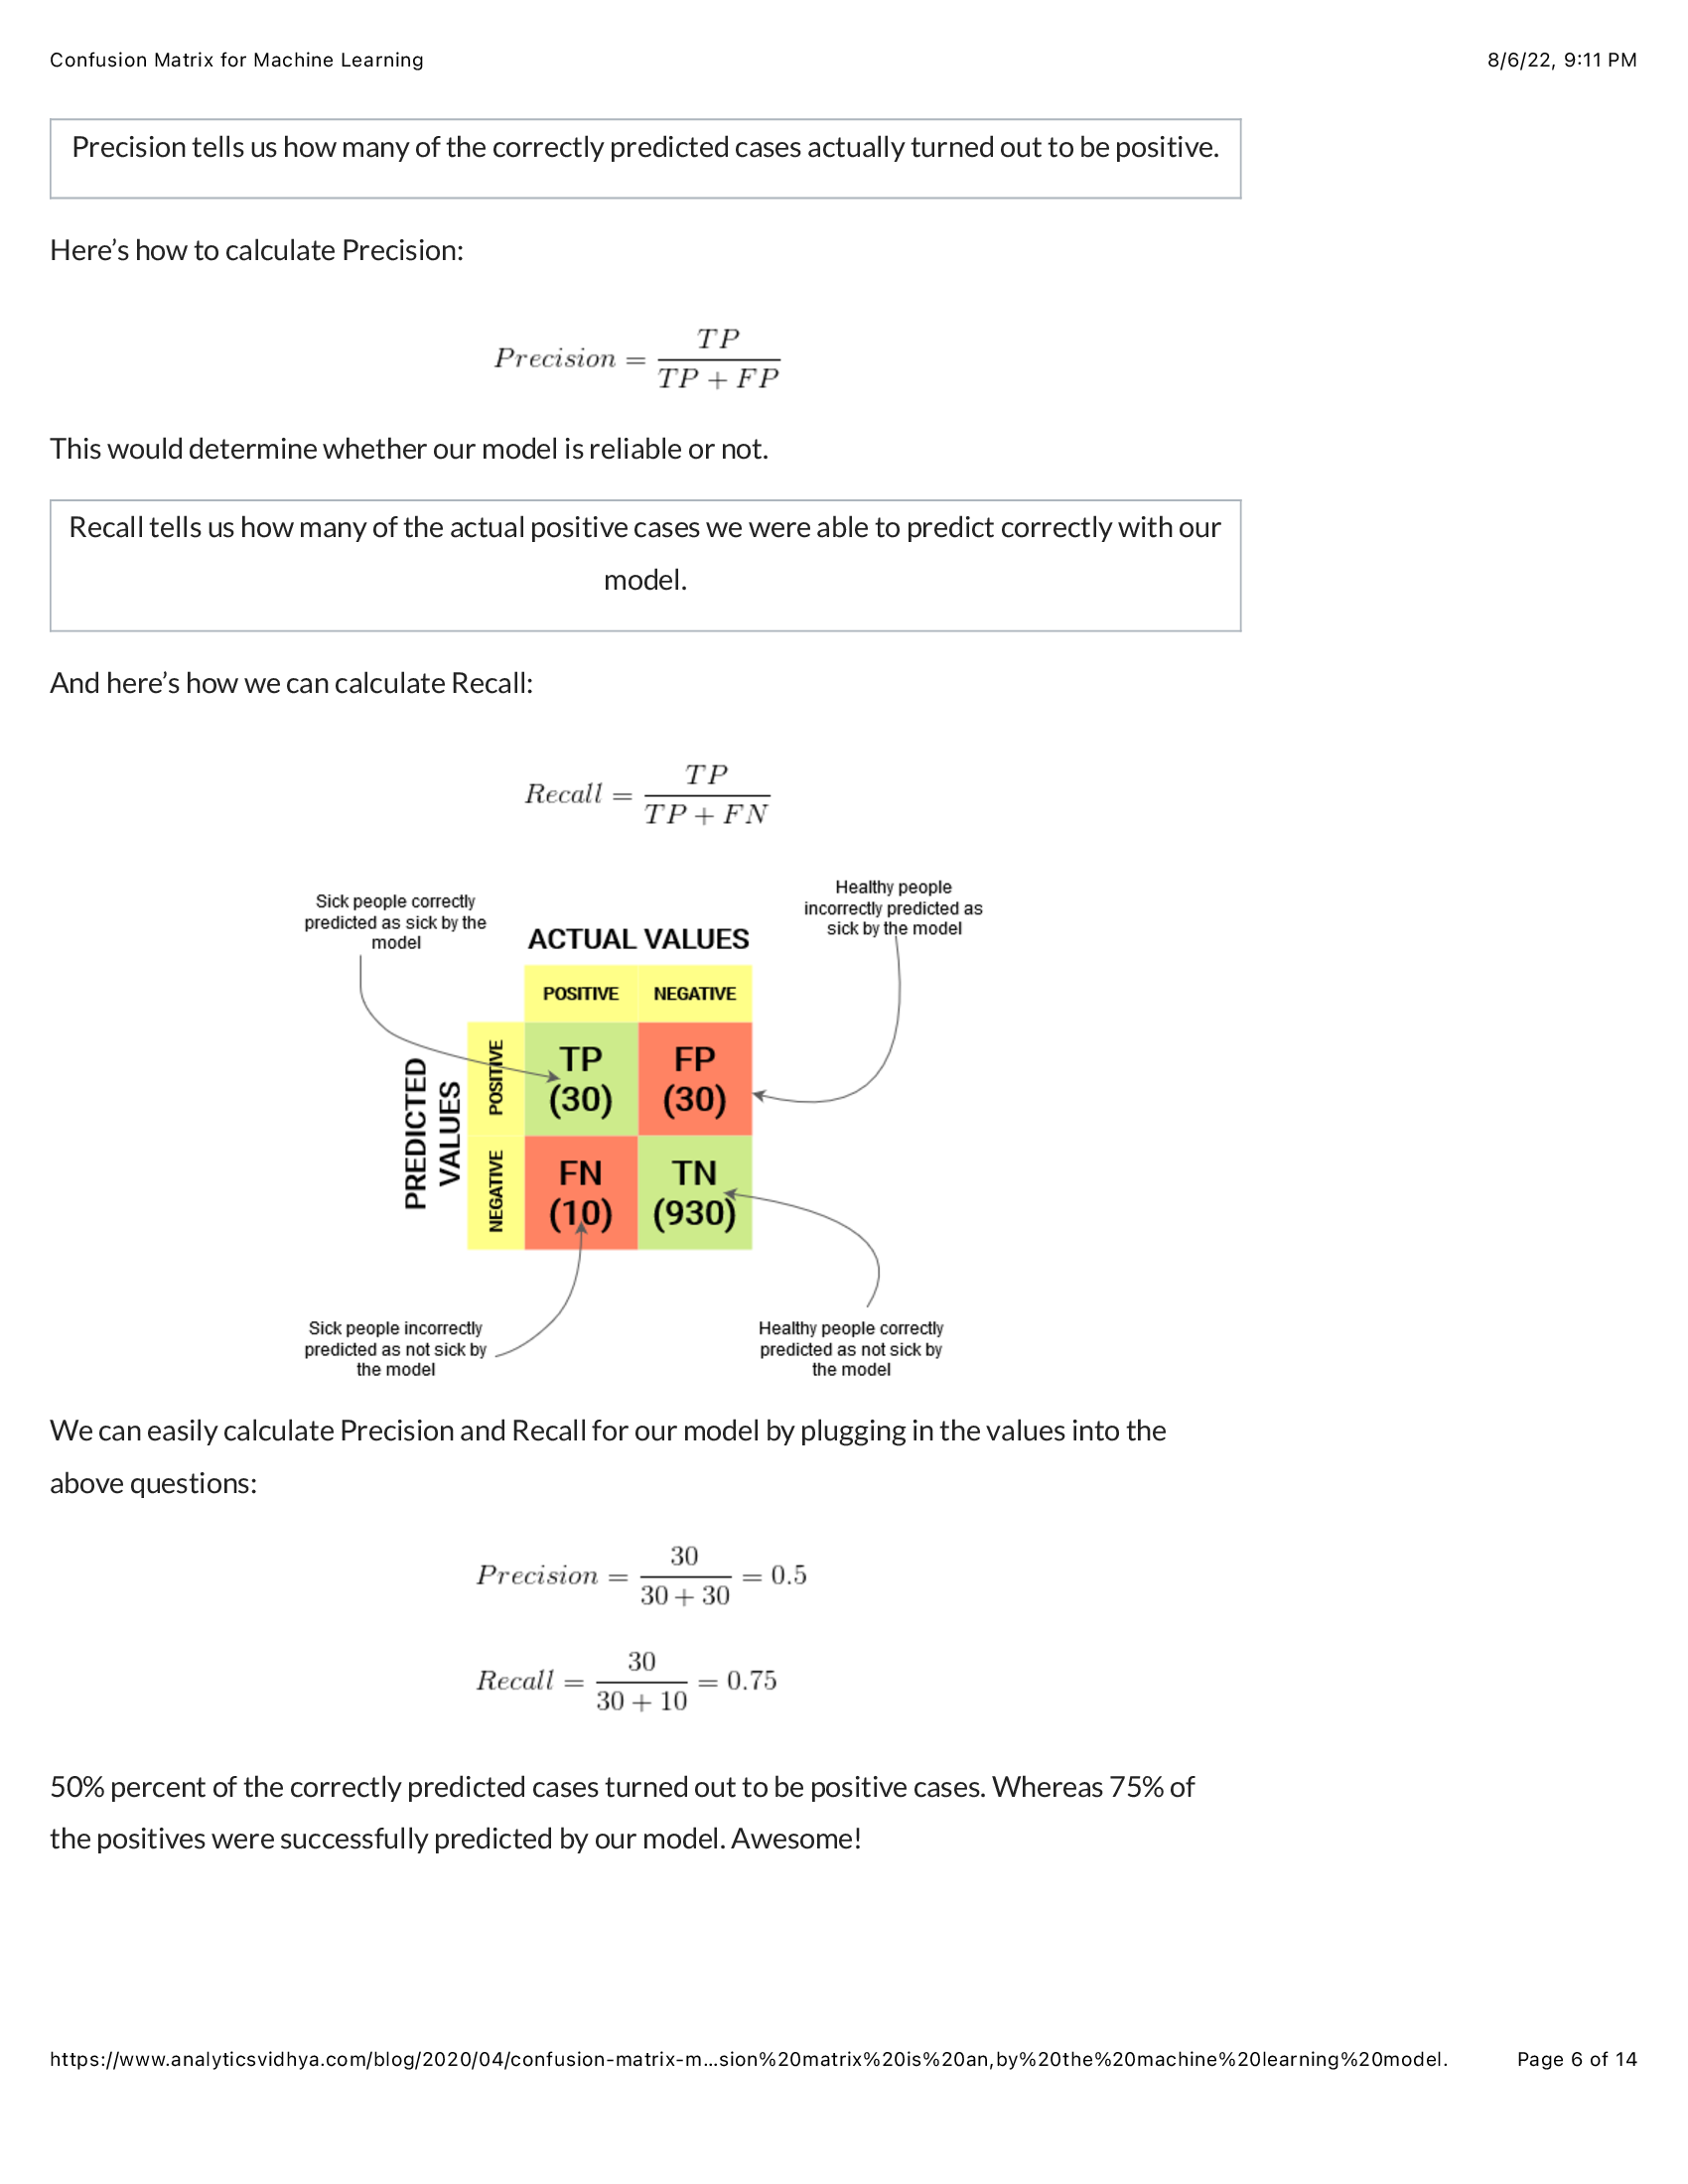 Confusion Matrix for Machine Learning 8/6/22, 9:11 PM
Precision tells us how many of the correctly predicted cases actually turned out to be positive.
Here’s how to calculate Precision:
Precision = TP / (TP + FP)
This would determine whether our model is reliable or not.
Recall tells us how many of the actual positive cases we were able to predict correctly with our
model.
And here’s how we can calculate Recall:
Recall = TP / (TP + FN)
Sick people correctly
predicted as sick by the
model
Healthy people
incorrectly predicted as
sick by the model
ACTUAL VALUES
POSITIVE NEGATIVE
PREDICTED
VALUES
POSITIVE
TP
(30)
FP
(30)
NEGATIVE
FN
(10)
TN
(930)
Sick people incorrectly
predicted as not sick by
the model
Healthy people correctly
predicted as not sick by
the model
We can easily calculate Precision and Recall for our model by plugging in the values into the
above questions:
Precision = 30 / (30 + 30) = 0.5
Recall = 30 / (30 + 10) = 0.75
50% percent of the correctly predicted cases turned out to be positive cases. Whereas 75% of
the positives were successfully predicted by our model. Awesome!
https://www.analyticsvidhya.com/blog/2020/04/confusion-matrix-m...sion%20matrix%20is%20an,by%20the%20machine%20learning%20model. Page 6 of 14